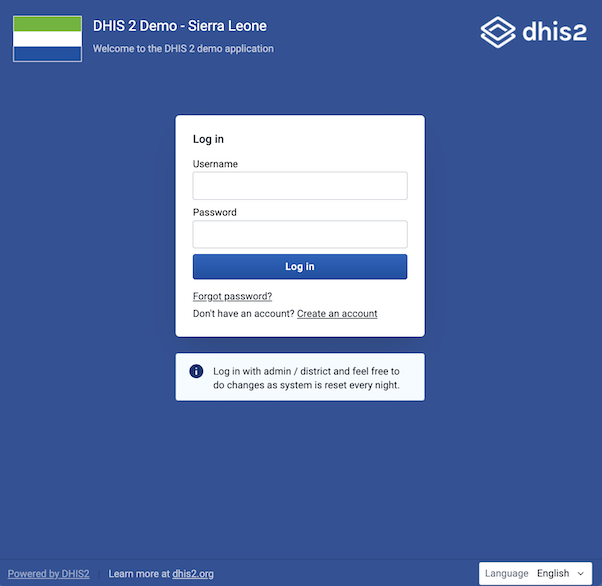 DHIS 2 Demo - Sierra Leone
Welcome to the DHIS 2 demo application
dhis2
Log in
Username
Password
Log in
Forgot password?
Don't have an account? Create an account
Log in with admin / district and feel free to
do changes as system is reset every night.
Powered by DHIS2
Learn more at dhis2.org
Language English